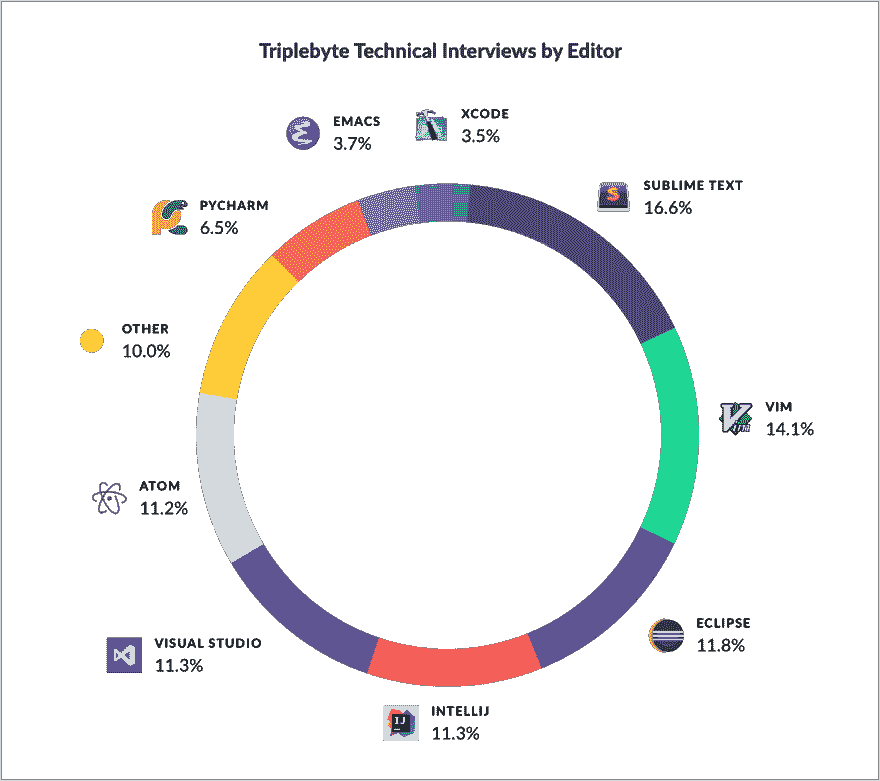 Triplebyte Technical Interviews by Editor
EMACS
3.7%
XCODE
3.5%
SUBLIME TEXT
16.6%
PYCHARM
6.5%
OTHER
10.0%
VIM
14.1%
ATOM
11.2%
ECLIPSE
11.8%
VISUAL STUDIO
11.3%
IJ
INTELLIJ
11.3%